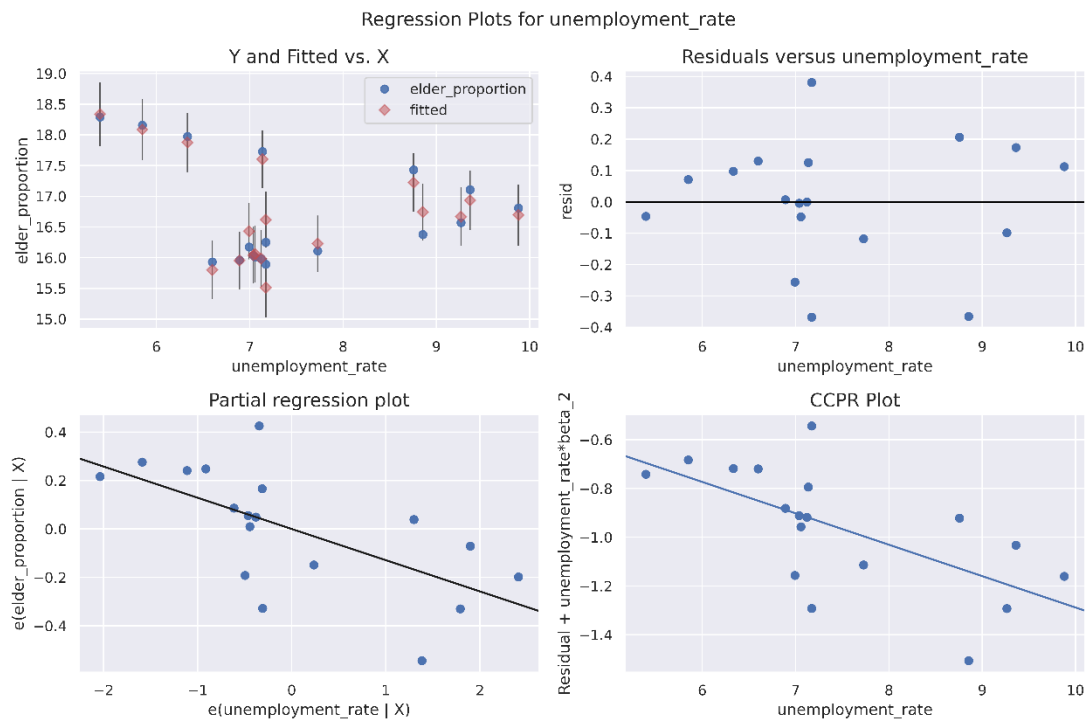 Regression Plots for unemployment_rate
Y and Fitted vs. X
elder_proportion
19.0
18.5
18.0
17.5
17.0
16.5
16.0
15.5
15.0
elder_proportion
fitted
6 7 8 9 10
unemployment_rate
Residuals versus unemployment_rate
resid
0.4
0.3
0.2
0.1
0.0
−0.1
−0.2
−0.3
−0.4
6 7 8 9 10
unemployment_rate
Partial regression plot
e(elder_proportion | X)
0.4
0.2
0.0
−0.2
−0.4
−2 −1 0 1 2
e(unemployment_rate | X)
CCPR Plot
Residual + unemployment_rate*beta_2
−0.6
−0.8
−1.0
−1.2
−1.4
6 7 8 9 10
unemployment_rate